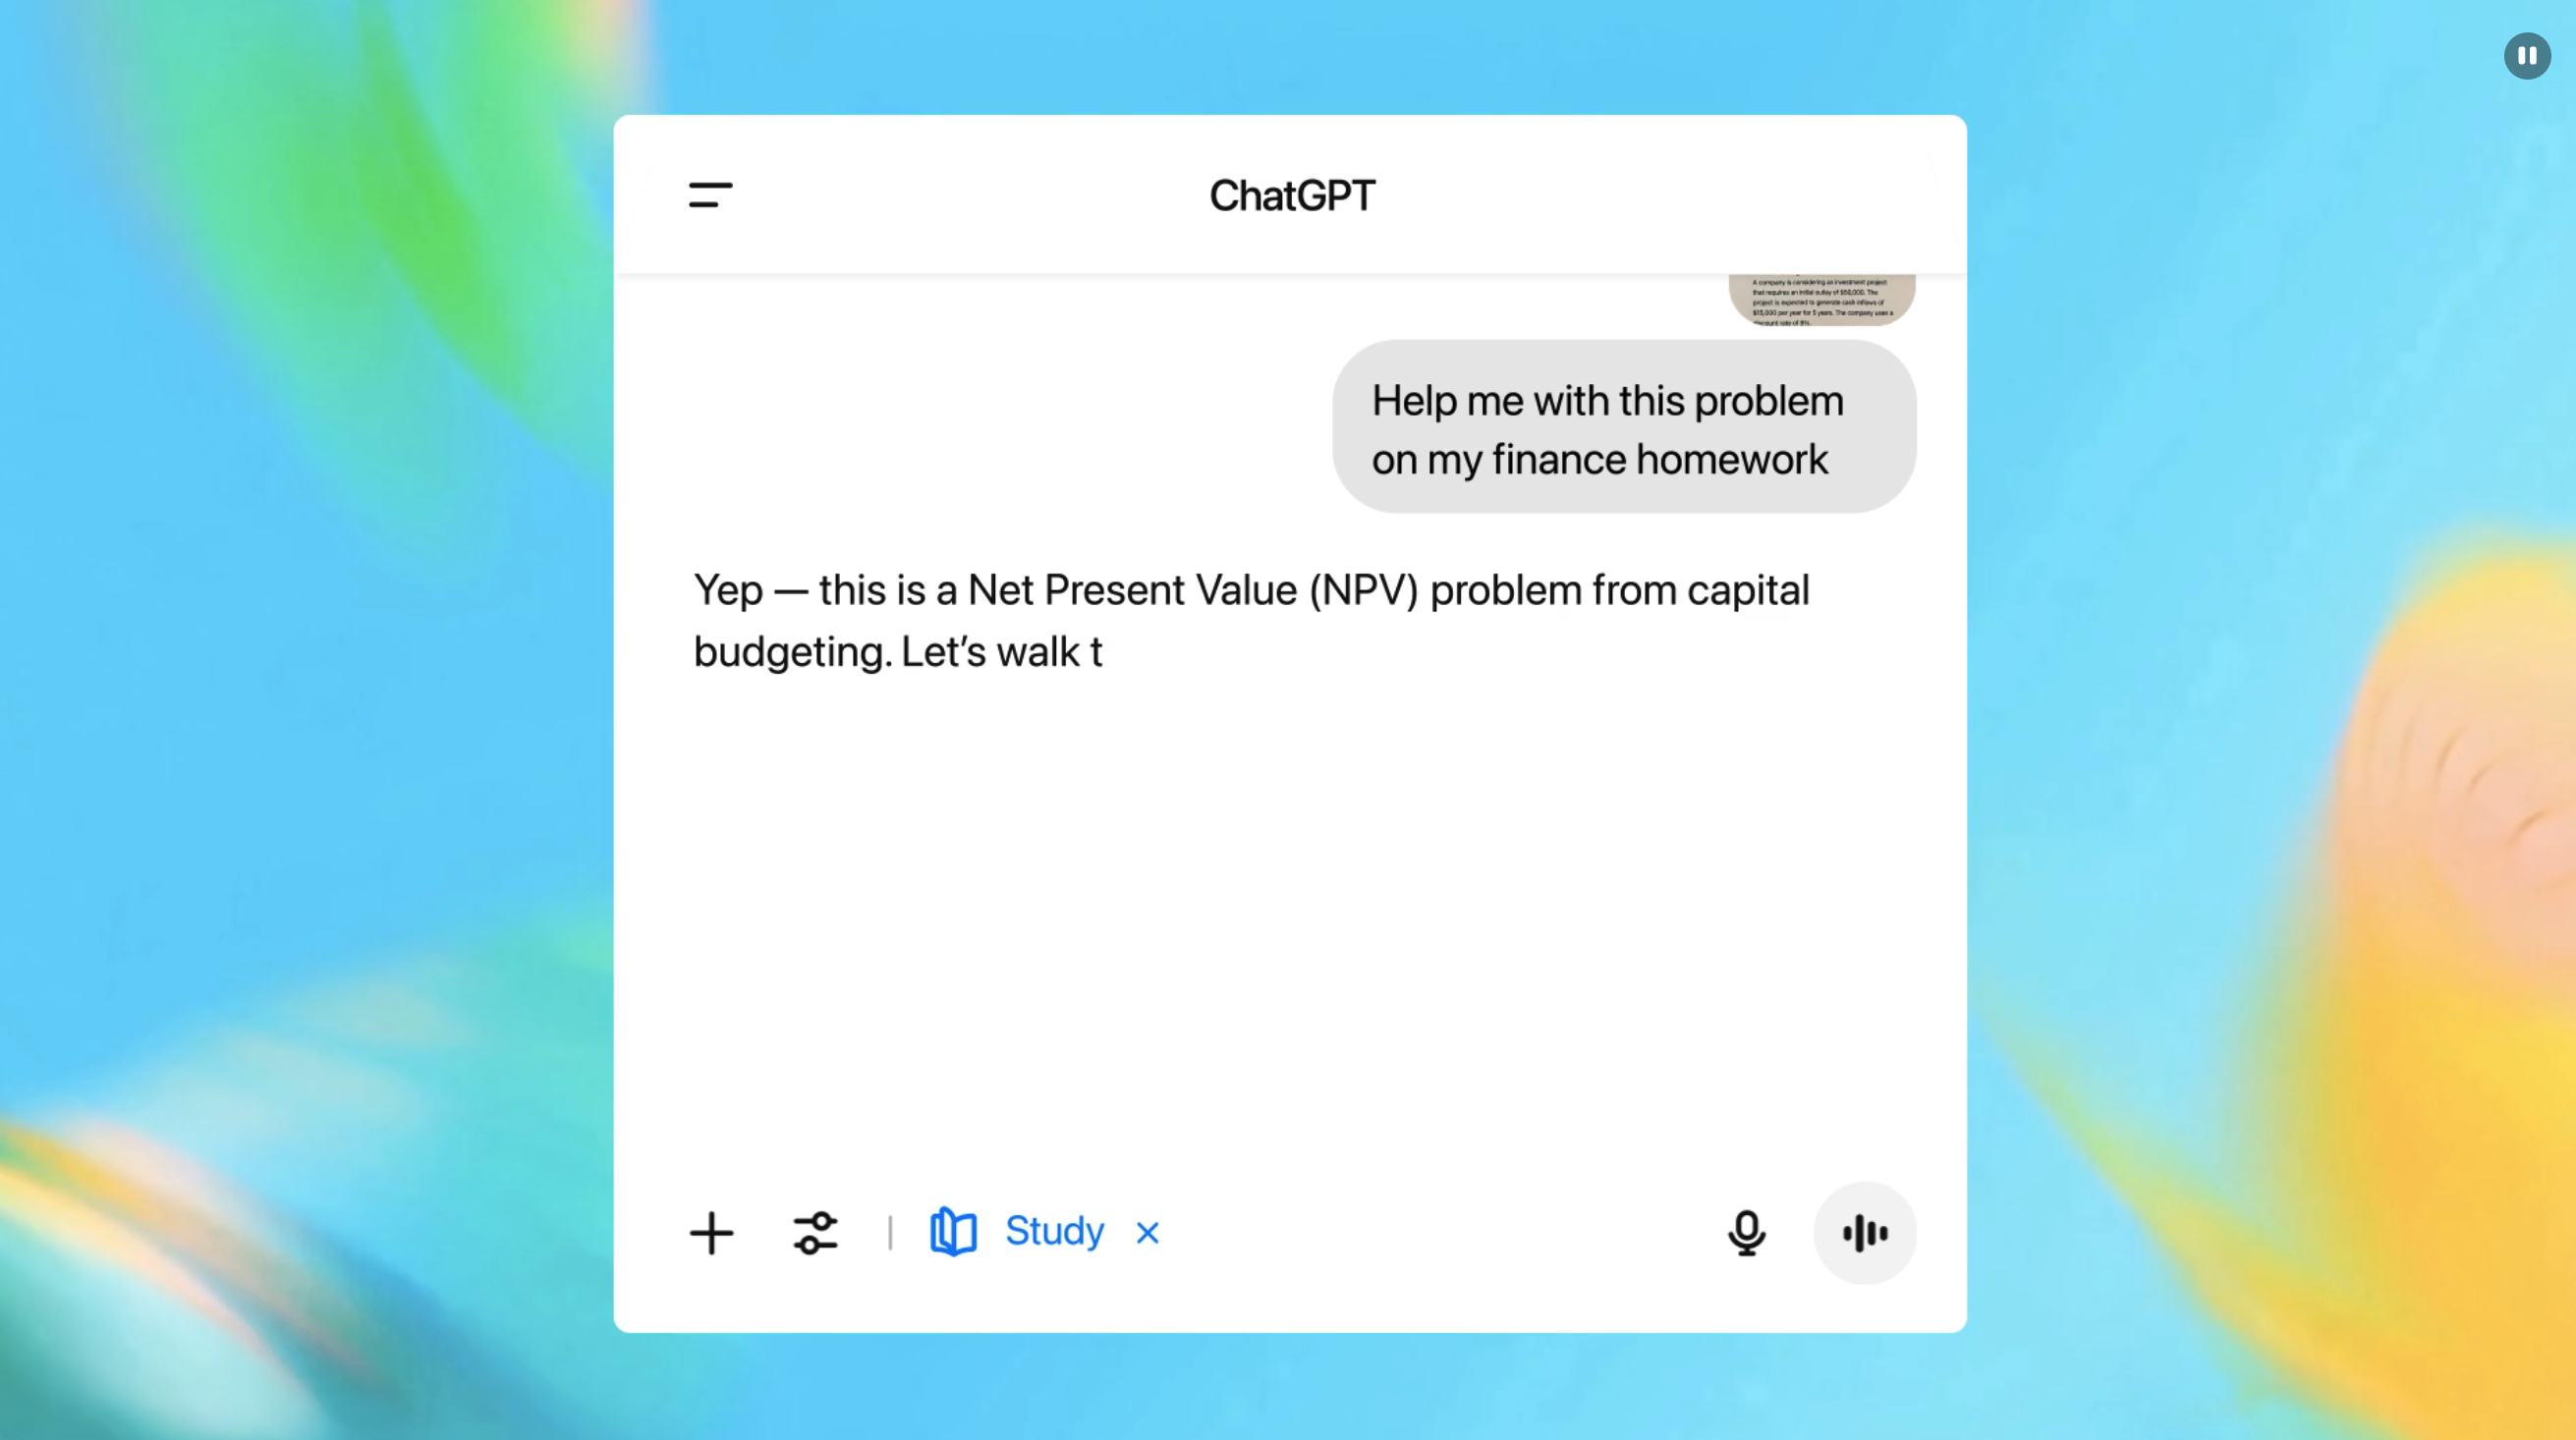 ChatGPT
A company is considering an investment project
that requires an initial outlay of $50,000. The
project is expected to generate cash inflows of
$15,000 per year for 5 years. The company uses a
discount rate of 8%.
Help me with this problem
on my finance homework
Yep — this is a Net Present Value (NPV) problem from capital
budgeting. Let’s walk t
Study